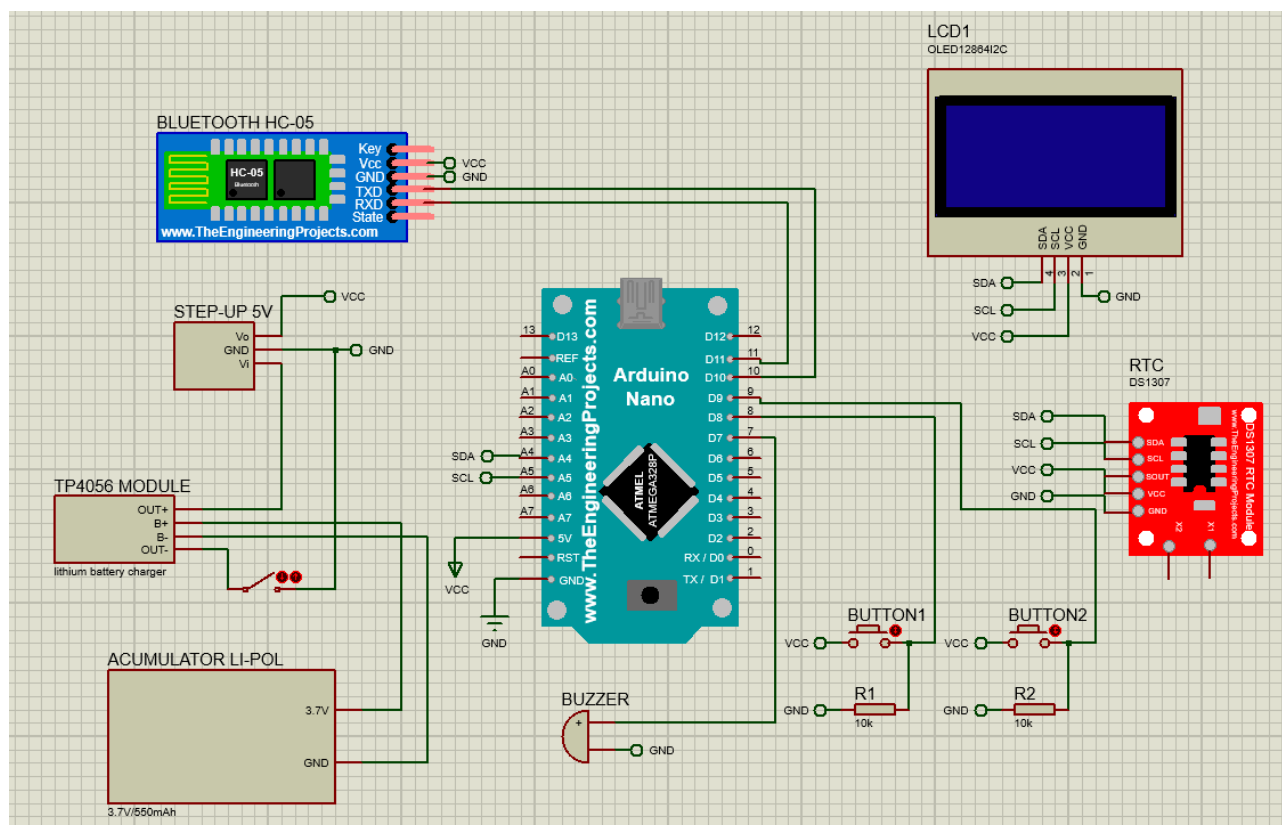 LCD1
OLED12864I2C
SDA
SCL
VCC
GND
4
3
2
1
SDA
SCL
VCC
GND
BLUETOOTH HC-05
HC-05
Bluetooth
Key
Vcc
GND
TXD
RXD
State
www.TheEngineeringProjects.com
VCC
GND
STEP-UP 5V
Vo
GND
Vi
VCC
GND
TP4056 MODULE
OUT+
B+
B-
OUT-
lithium battery charger
ACUMULATOR LI-POL
3.7V
GND
3.7V/550mAh
Arduino
Nano
www.TheEngineeringProjects.com
ATMEL
ATMEGA328P
13 D13
REF
A0 A0
A1 A1
A2 A2
A3 A3
SDA A4 A4
SCL A5 A5
A6 A6
A7 A7
5V
RST
GND
VCC
GND
D12 12
D11 11
D10 10
D9 9
D8 8
D7 7
D6 6
D5 5
D4 4
D3 3
D2 2
RX / D0 0
TX / D1 1
RTC
DS1307
SDA
SCL
VCC
GND
SDA
SCL
SOUT
VCC
GND
DS1307 RTC Module
www.TheEngineeringProjects.com
X2
X1
BUTTON1
VCC
R1
GND
10k
BUTTON2
VCC
R2
GND
10k
BUZZER
+
GND